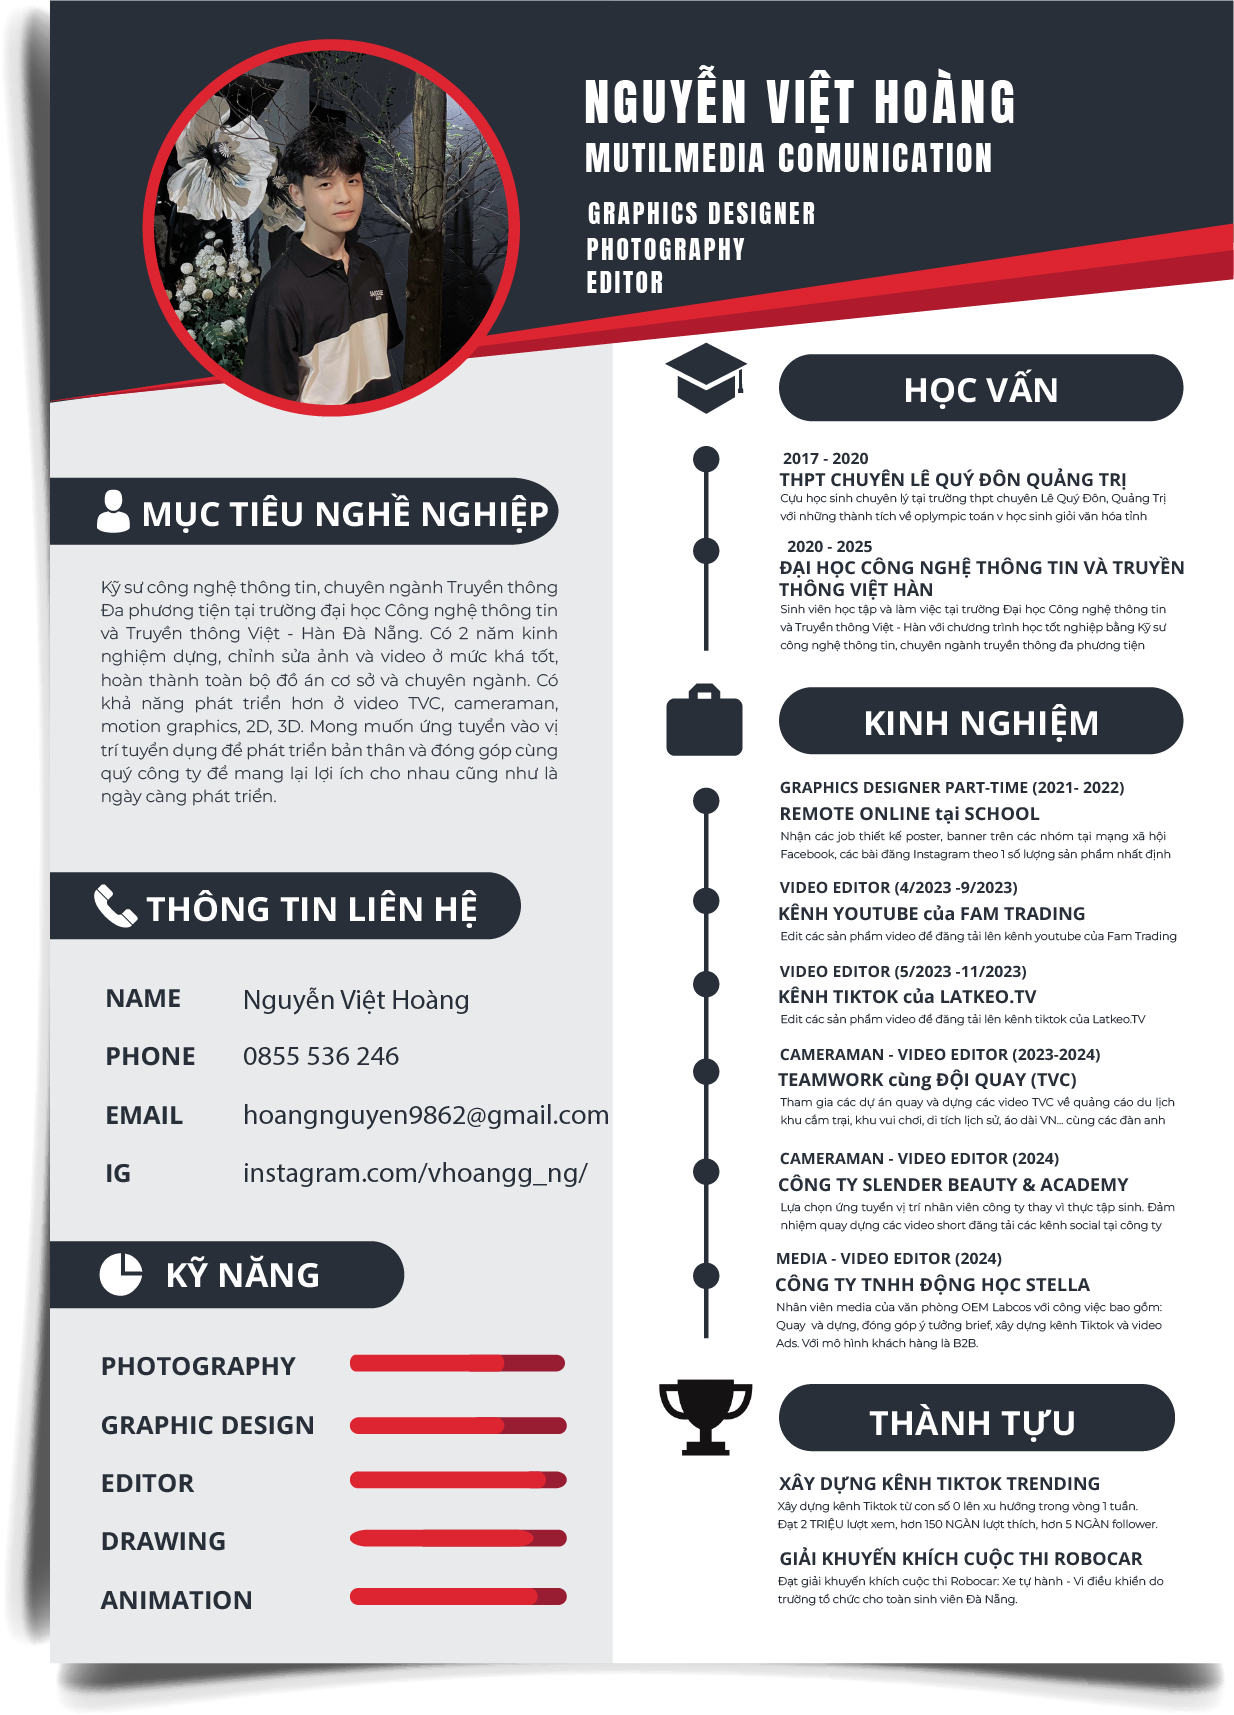 NGUYỄN VIỆT HOÀNG
MUTILMEDIA COMUNICATION
GRAPHICS DESIGNER
PHOTOGRAPHY
EDITOR
MỤC TIÊU NGHỀ NGHIỆP
Kỹ sư công nghệ thông tin, chuyên ngành Truyền thông
Đa phương tiện tại trường đại học Công nghệ thông tin
và Truyền thông Việt - Hàn Đà Nẵng. Có 2 năm kinh
nghiệm dựng, chỉnh sửa ảnh và video ở mức khá tốt,
hoàn thành toàn bộ đồ án cơ sở và chuyên ngành. Có
khả năng phát triển hơn ở video TVC, cameraman,
motion graphics, 2D, 3D. Mong muốn ứng tuyển vào vị
trí tuyển dụng để phát triển bản thân và đóng góp cùng
quý công ty để mang lại lợi ích cho nhau cũng như là
ngày càng phát triển.
THÔNG TIN LIÊN HỆ
NAME Nguyễn Việt Hoàng
PHONE 0855 536 246
EMAIL hoangnguyen9862@gmail.com
IG instagram.com/vhoangg_ng/
KỸ NĂNG
PHOTOGRAPHY
GRAPHIC DESIGN
EDITOR
DRAWING
ANIMATION
HỌC VẤN
2017 - 2020
THPT CHUYÊN LÊ QUÝ ĐÔN QUẢNG TRỊ
Cựu học sinh chuyên lý tại trường thpt chuyên Lê Quý Đôn, Quảng Trị
với những thành tích về oplympic toán v học sinh giỏi văn hóa tỉnh
2020 - 2025
ĐẠI HỌC CÔNG NGHỆ THÔNG TIN VÀ TRUYỀN
THÔNG VIỆT HÀN
Sinh viên học tập và làm việc tại trường Đại học Công nghệ thông tin
và Truyền thông Việt - Hàn với chương trình học tốt nghiệp bằng Kỹ sư
công nghệ thông tin, chuyên ngành truyền thông đa phương tiện
KINH NGHIỆM
GRAPHICS DESIGNER PART-TIME (2021- 2022)
REMOTE ONLINE tại SCHOOL
Nhận các job thiết kế poster, banner trên các nhóm tại mạng xã hội
Facebook, các bài đăng Instagram theo 1 số lượng sản phẩm nhất định
VIDEO EDITOR (4/2023 -9/2023)
KÊNH YOUTUBE của FAM TRADING
Edit các sản phẩm video để đăng tải lên kênh youtube của Fam Trading
VIDEO EDITOR (5/2023 -11/2023)
KÊNH TIKTOK của LATKEO.TV
Edit các sản phẩm video để đăng tải lên kênh tiktok của Latkeo.TV
CAMERAMAN - VIDEO EDITOR (2023-2024)
TEAMWORK cùng ĐỘI QUAY (TVC)
Tham gia các dự án quay và dựng các video TVC về quảng cáo du lịch
khu cắm trại, khu vui chơi, di tích lịch sử, áo dài VN... cùng các đàn anh
CAMERAMAN - VIDEO EDITOR (2024)
CÔNG TY SLENDER BEAUTY & ACADEMY
Lựa chọn ứng tuyển vị trí nhân viên công ty thay vì thực tập sinh. Đảm
nhiệm quay dựng các video short đăng tải các kênh social tại công ty
MEDIA - VIDEO EDITOR (2024)
CÔNG TY TNHH ĐỘNG HỌC STELLA
Nhân viên media của văn phòng OEM Labcos với công việc bao gồm:
Quay và dựng, đóng góp ý tưởng brief, xây dựng kênh Tiktok và video
Ads. Với mô hình khách hàng là B2B.
THÀNH TỰU
XÂY DỰNG KÊNH TIKTOK TRENDING
Xây dựng kênh Tiktok từ con số 0 lên xu hướng trong vòng 1 tuần.
Đạt 2 TRIỆU lượt xem, hơn 150 NGÀN lượt thích, hơn 5 NGÀN follower.
GIẢI KHUYẾN KHÍCH CUỘC THI ROBOCAR
Đạt giải khuyến khích cuộc thi Robocar: Xe tự hành - Vi điều khiển do
trường tổ chức cho toàn sinh viên Đà Nẵng.